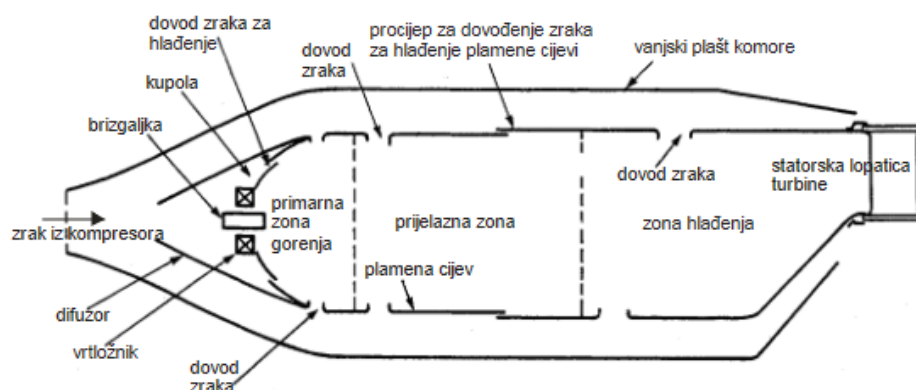 dovod zraka za
hlađenje
procijep za dovođenje zraka
za hlađenje plamene cijevi
dovod
zraka
vanjski plašt komore
kupola
brizgaljka
dovod zraka
statorska lopatica
turbine
primarna
zona
gorenja
prijelazna zona
zona hlađenja
zrak iz kompresora
plamena cijev
difužor
vrtložnik
dovod
zraka